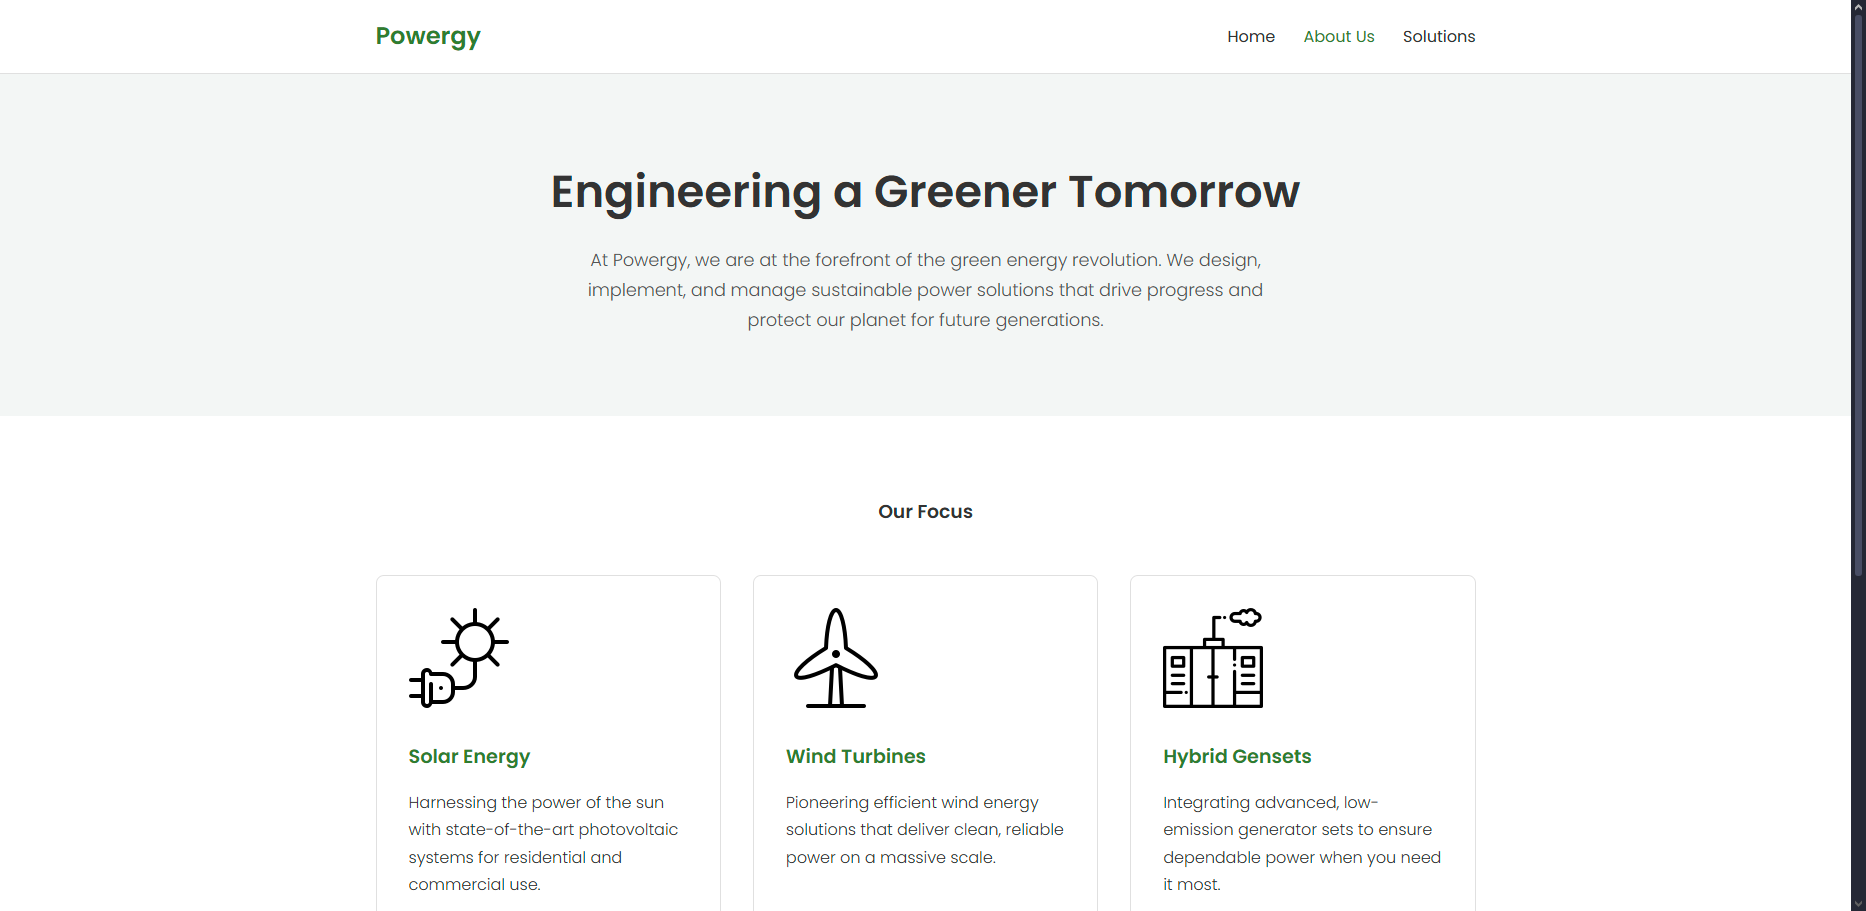 Powergy
Home
About Us
Solutions
Engineering a Greener Tomorrow
At Powergy, we are at the forefront of the green energy revolution. We design,
implement, and manage sustainable power solutions that drive progress and
protect our planet for future generations.
Our Focus
Solar Energy
Harnessing the power of the sun
with state-of-the-art photovoltaic
systems for residential and
commercial use.
Wind Turbines
Pioneering efficient wind energy
solutions that deliver clean, reliable
power on a massive scale.
Hybrid Gensets
Integrating advanced, low-
emission generator sets to ensure
dependable power when you need
it most.